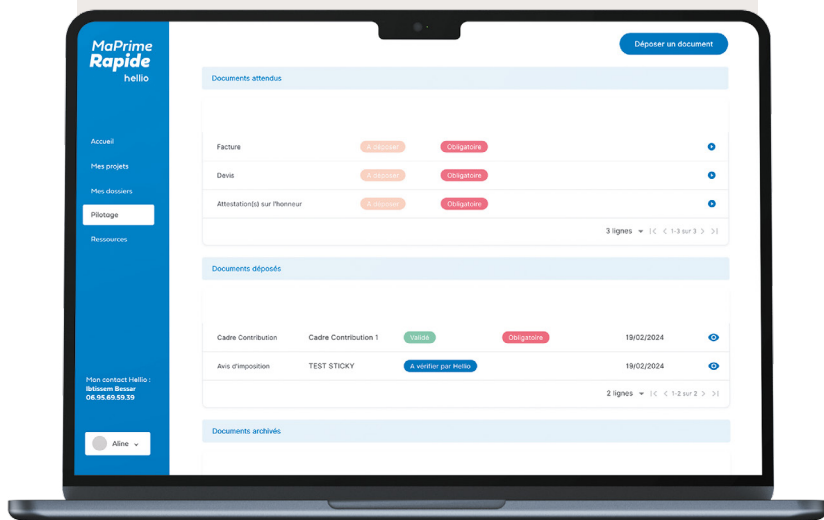 MaPrime
Rapide
hellio
Déposer un document
Documents attendus
Accueil
Mes projets
Mes dossiers
Pilotage
Ressources
Facture A déposer Obligatoire
Devis A déposer Obligatoire
Attestation(s) sur l'honneur A déposer Obligatoire
3 lignes 1-3 sur 3
Documents déposés
Cadre Contribution Cadre Contribution 1 Validé Obligatoire 19/02/2024
Avis d'imposition TEST STICKY A vérifier par Hellio 19/02/2024
2 lignes 1-2 sur 2
Mon contact Hellio :
Ibtissem Bessar
06.95.69.59.39
Documents archivés
Aline